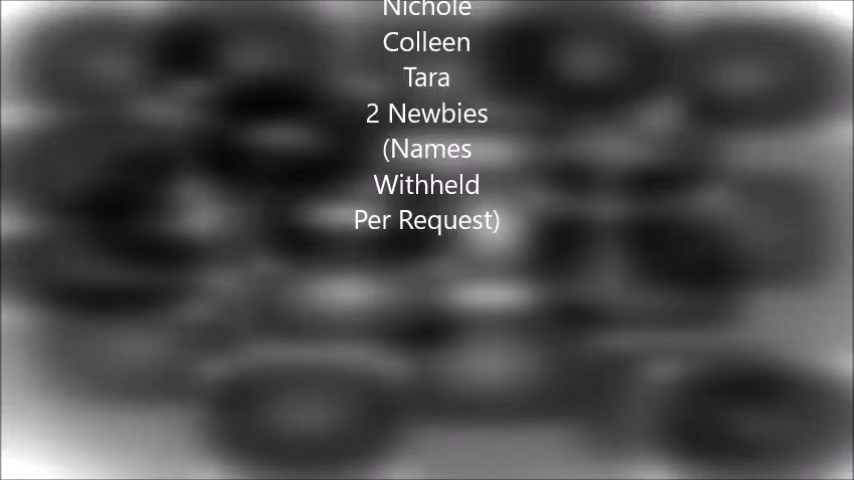 Nichole
Colleen
Tara
2 Newbies
(Names
Withheld
Per Request)